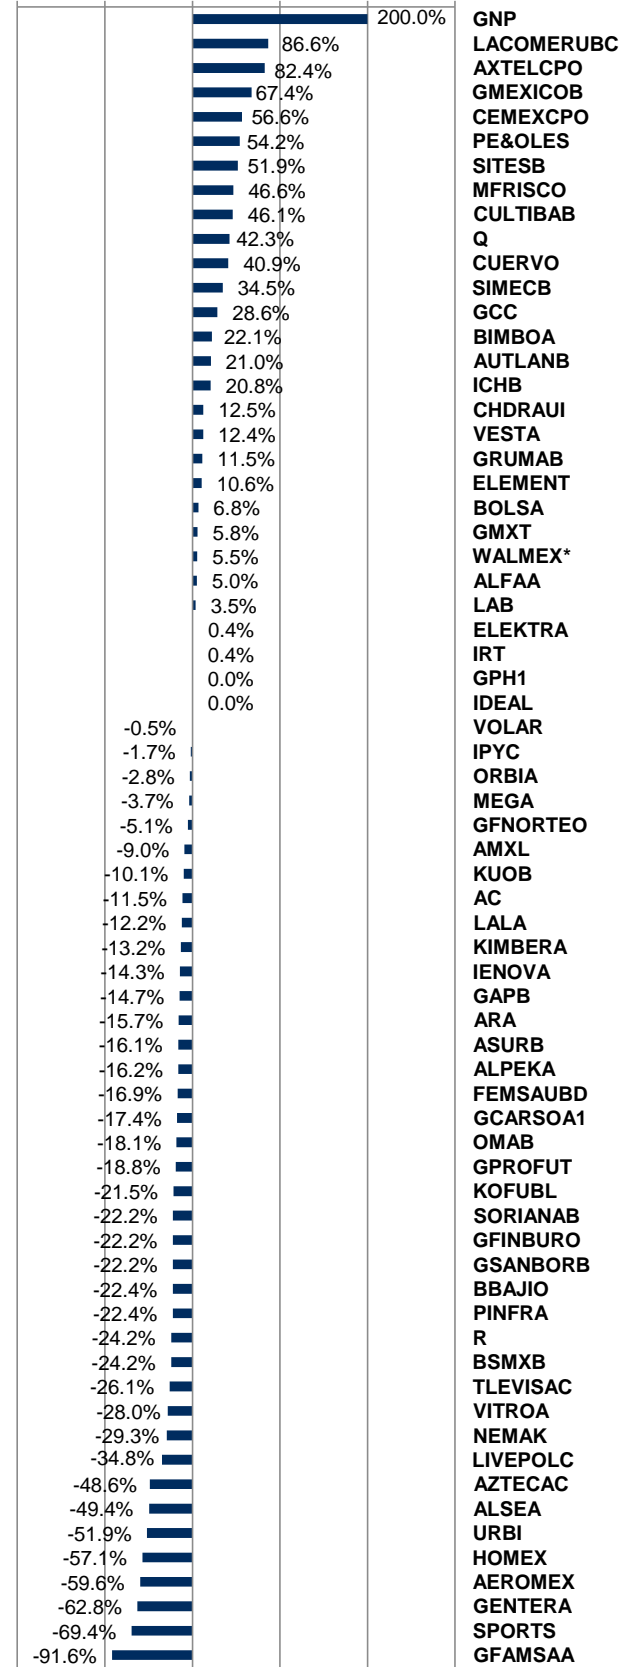 200.0% GNP
86.6% LACOMERUBC
82.4% AXTELCPO
67.4% GMEXICOB
56.6% CEMEXCPO
54.2% PE&OLES
51.9% SITESB
46.6% MFRISCO
46.1% CULTIBAB
42.3% Q
40.9% CUERVO
34.5% SIMECB
28.6% GCC
22.1% BIMBOA
21.0% AUTLANB
20.8% ICHB
12.5% CHDRAUI
12.4% VESTA
11.5% GRUMAB
10.6% ELEMENT
6.8% BOLSA
5.8% GMXT
5.5% WALMEX*
5.0% ALFAA
3.5% LAB
0.4% ELEKTRA
0.4% IRT
0.0% GPH1
0.0% IDEAL
-0.5% VOLAR
-1.7% IPYC
-2.8% ORBIA
-3.7% MEGA
-5.1% GFNORTEO
-9.0% AMXL
-10.1% KUOB
-11.5% AC
-12.2% LALA
-13.2% KIMBERA
-14.3% IENOVA
-14.7% GAPB
-15.7% ARA
-16.1% ASURB
-16.2% ALPEKA
-16.9% FEMSAUBD
-17.4% GCARSOA1
-18.1% OMAB
-18.8% GPROFUT
-21.5% KOFUBL
-22.2% SORIANAB
-22.2% GFINBURO
-22.2% GSANBORB
-22.4% BBAJIO
-22.4% PINFRA
-24.2% R
-24.2% BSMXB
-26.1% TLEVISAC
-28.0% VITROA
-29.3% NEMAK
-34.8% LIVEPOLC
-48.6% AZTECAC
-49.4% ALSEA
-51.9% URBI
-57.1% HOMEX
-59.6% AEROMEX
-62.8% GENTERA
-69.4% SPORTS
-91.6% GFAMSAA